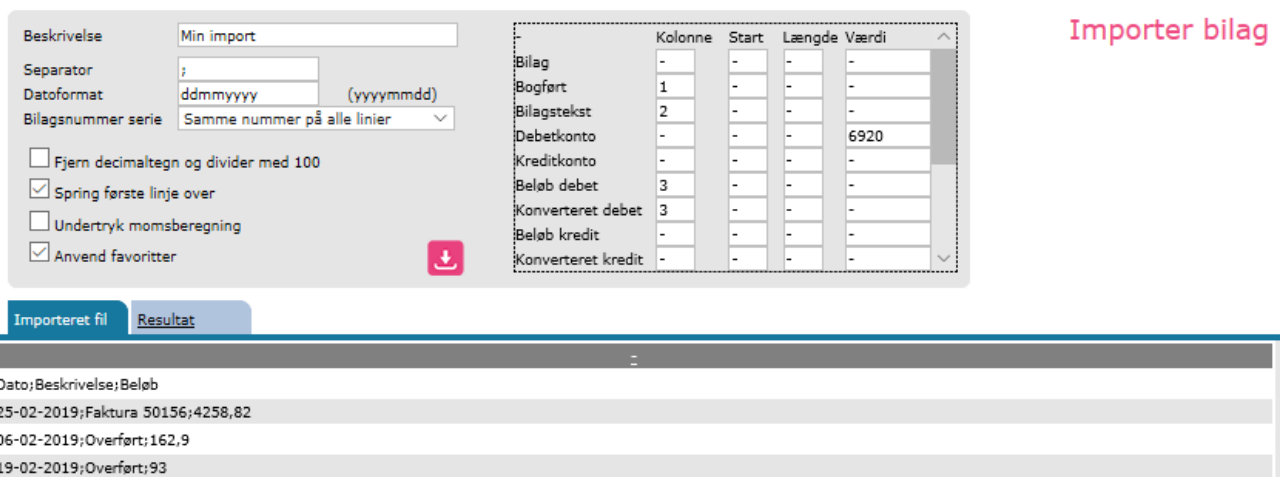 Importer bilag
Beskrivelse Min import
Separator ;
Datoformat ddmmyyyy (yyyymmdd)
Bilagsnummer serie Samme nummer på alle linier
Fjern decimaltegn og divider med 100
Spring første linje over
Undertryk momsberegning
Anvend favoritter
- Kolonne Start Længde Værdi
Bilag - - - -
Bogført 1 - - -
Bilagstekst 2 - - -
Debetkonto - - - 6920
Kreditkonto - - - -
Beløb debet 3 - - -
Konverteret debet 3 - - -
Beløb kredit - - - -
Konverteret kredit - - - -
Importeret fil Resultat
-
Dato;Beskrivelse;Beløb
25-02-2019;Faktura 50156;4258,82
06-02-2019;Overført;162,9
19-02-2019;Overført;93